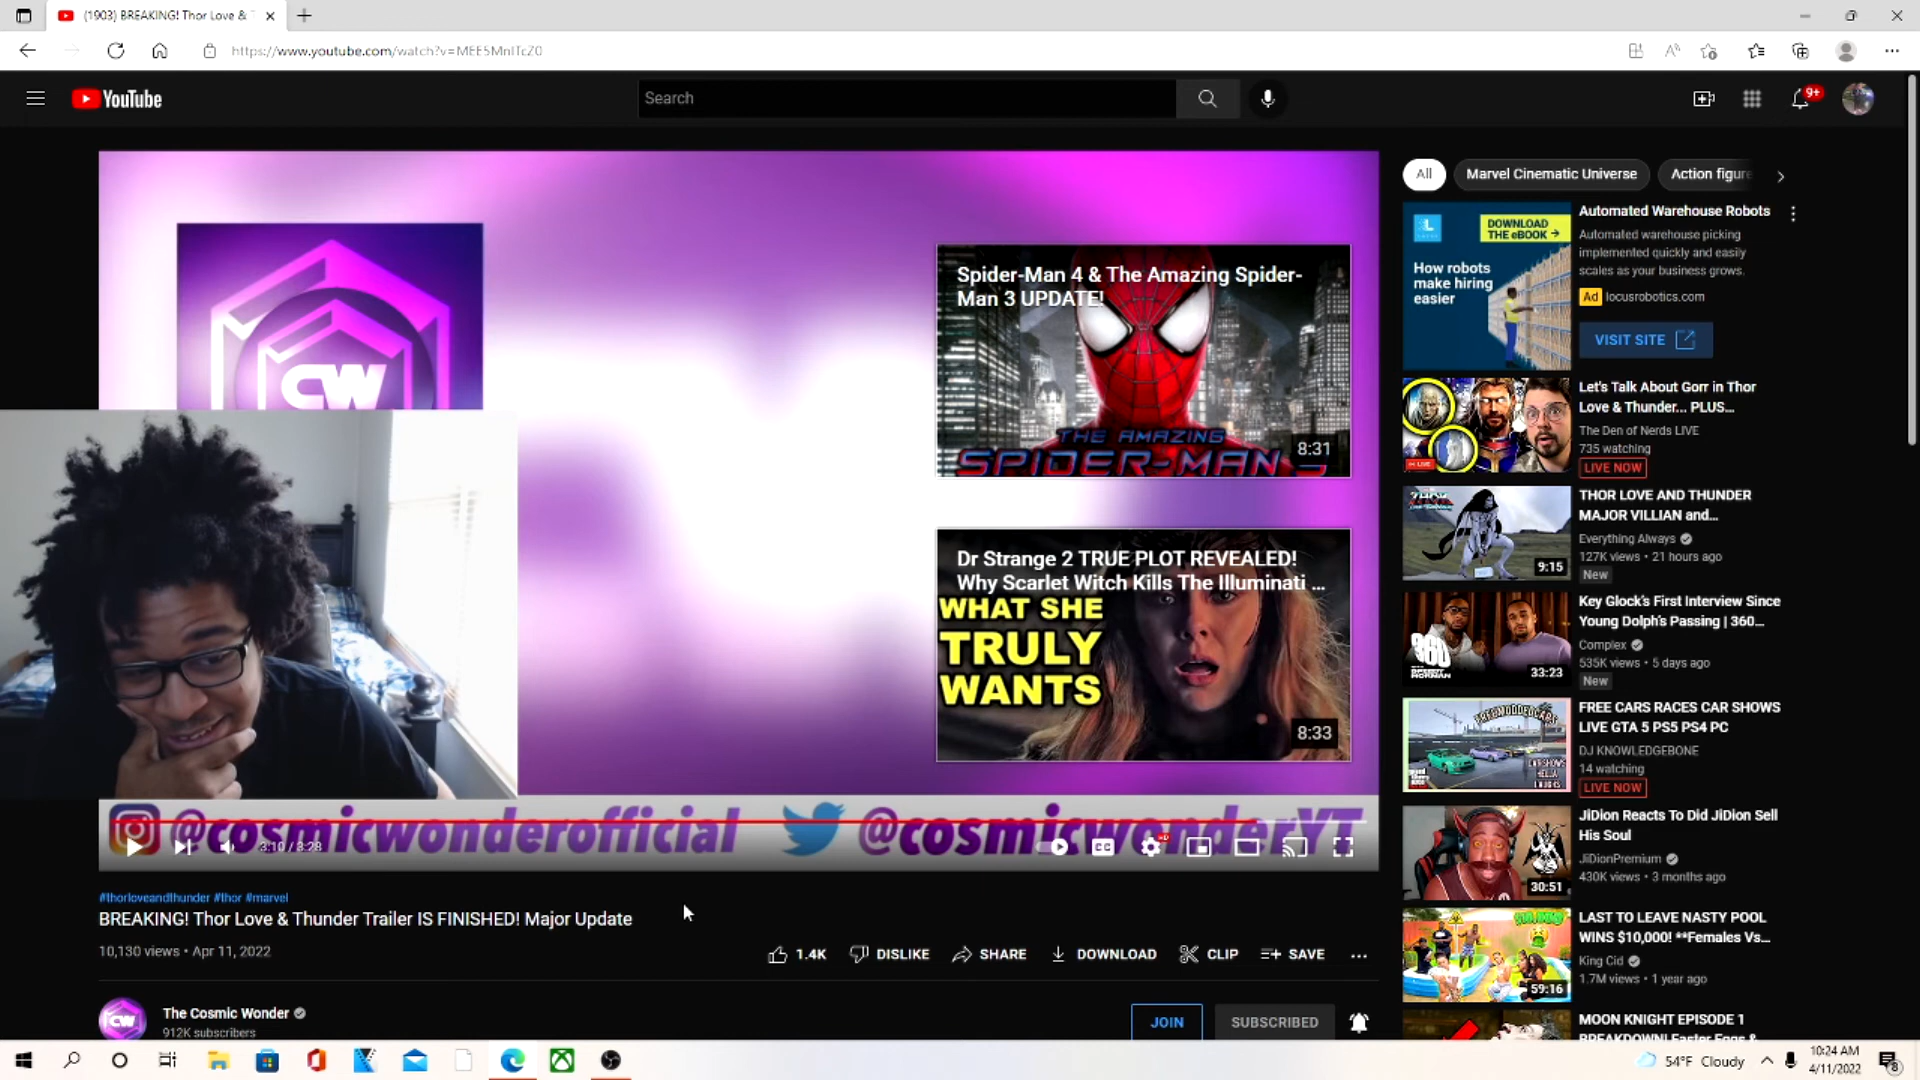 (1903) BREAKING! Thor Love &
https://www.youtube.com/watch?v=MEE5MnITcZ0
YouTube
Search
9+
CW
Spider-Man 4 & The Amazing Spider-
Man 3 UPDATE!
THE AMAZING
SPIDER-MAN 3
8:31
Dr Strange 2 TRUE PLOT REVEALED!
Why Scarlet Witch Kills The Illuminati ...
WHAT SHE
TRULY
WANTS
8:33
@cosmicwonderofficial
@cosmicwonderYT
3:10 / 3:28
CC
HD
#thorloveandthunder #thor #marvel
BREAKING! Thor Love & Thunder Trailer IS FINISHED! Major Update
10,130 views • Apr 11, 2022
1.4K
DISLIKE
SHARE
DOWNLOAD
CLIP
SAVE
CW
The Cosmic Wonder
912K subscribers
JOIN
SUBSCRIBED
All
Marvel Cinematic Universe
Action figure
DOWNLOAD
THE eBOOK →
How robots
make hiring
easier
Automated Warehouse Robots
Automated warehouse picking
implemented quickly and easily
scales as your business grows.
Ad locusrobotics.com
VISIT SITE
LIVE
Let's Talk About Gorr in Thor
Love & Thunder... PLUS...
The Den of Nerds LIVE
735 watching
LIVE NOW
9:15
THOR LOVE AND THUNDER
MAJOR VILLIAN and...
Everything Always
127K views • 21 hours ago
New
360
33:23
Key Glock's First Interview Since
Young Dolph's Passing | 360...
Complex
535K views • 5 days ago
New
FREE CARS RACES CAR SHOWS
LIVE GTA 5 PS5 PS4 PC
DJ KNOWLEDGEBONE
14 watching
LIVE NOW
30:51
JiDion Reacts To Did JiDion Sell
His Soul
JiDionPremium
430K views • 3 months ago
59:16
LAST TO LEAVE NASTY POOL
WINS $10,000! **Females Vs...
King Cid
1.7M views • 1 year ago
MOON KNIGHT EPISODE 1
BREAKDOWN! Easter Eggs &
54°F Cloudy
10:24 AM
4/11/2022
8